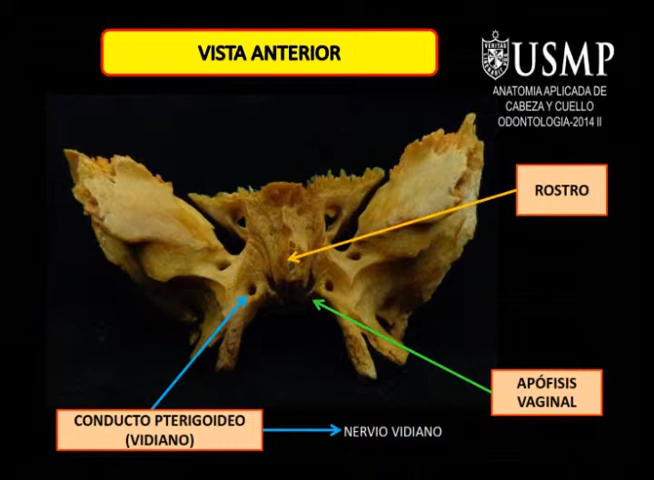 VISTA ANTERIOR
USMP
ANATOMIA APLICADA DE
CABEZA Y CUELLO
ODONTOLOGIA-2014 II
ROSTRO
APÓFISIS
VAGINAL
CONDUCTO PTERIGOIDEO
(VIDIANO)
NERVIO VIDIANO